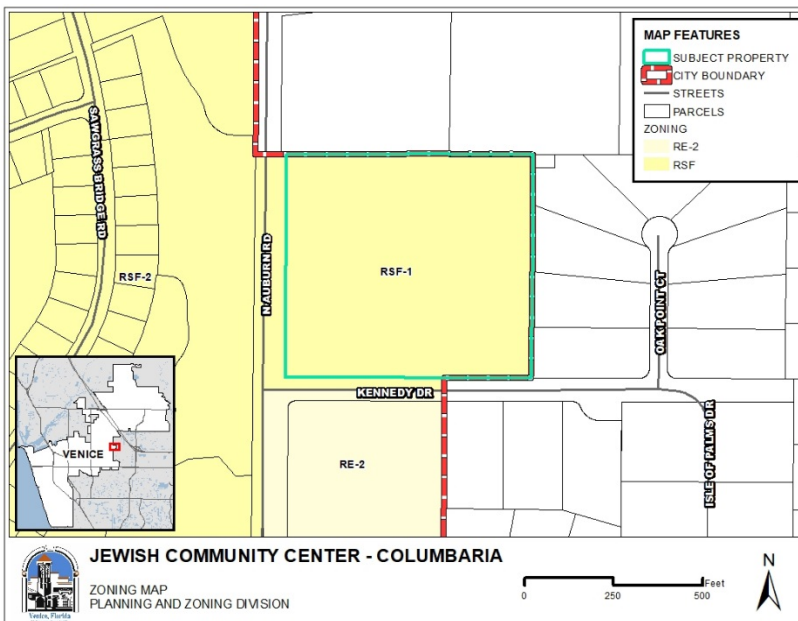 MAP FEATURES
SUBJECT PROPERTY
CITY BOUNDARY
STREETS
PARCELS
ZONING
RE-2
RSF
SAWGRASS BRIDGE RD
RSF-2
N AUBURN RD
RSF-1
OAK POINT CT
KENNEDY DR
ISLE OF PALMS DR
RE-2
VENICE
JEWISH COMMUNITY CENTER - COLUMBARIA
ZONING MAP
PLANNING AND ZONING DIVISION
Venice, Florida
Feet
0 250 500
N